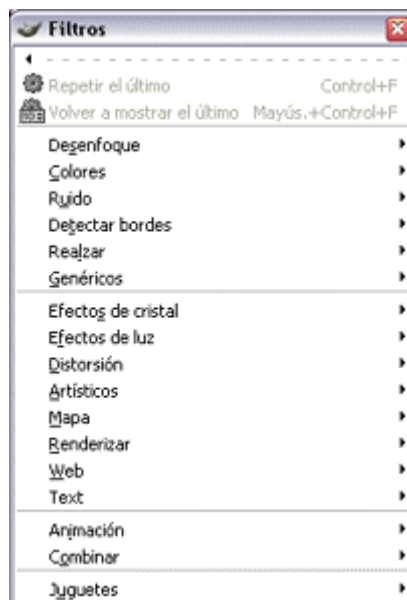 Filtros
Repetir el último Control+F
Volver a mostrar el último Mayús.+Control+F
Desenfoque
Colores
Ruido
Detectar bordes
Realzar
Genéricos
Efectos de cristal
Efectos de luz
Distorsión
Artísticos
Mapa
Renderizar
Web
Text
Animación
Combinar
Juguetes